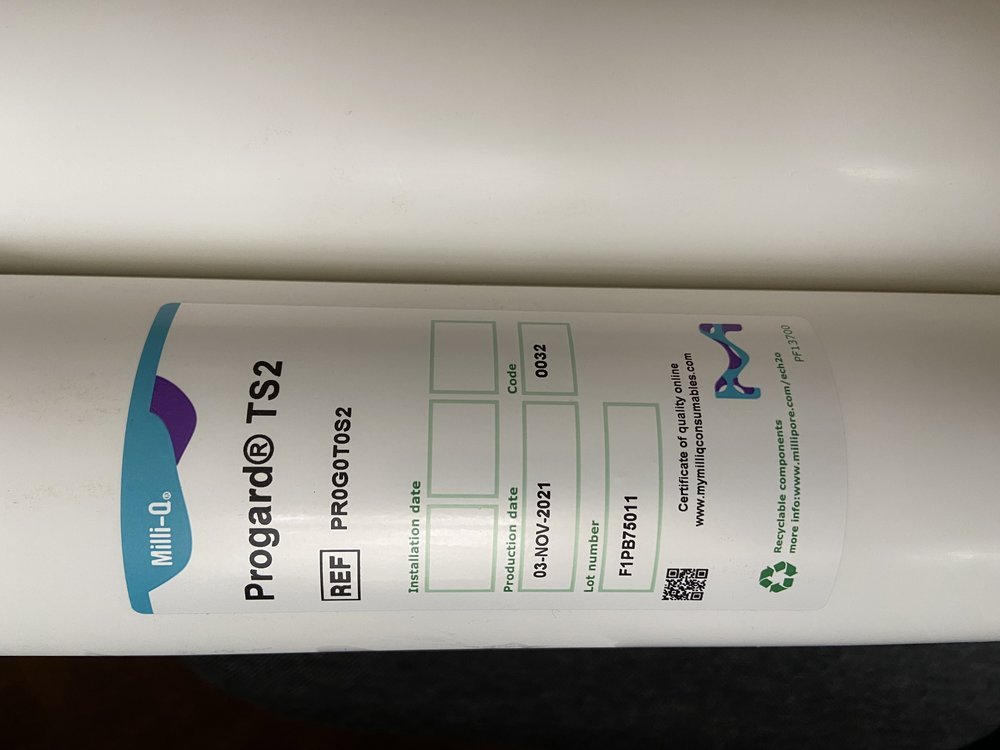 Milli-Q®
Progard® TS2
REF PR0G0T0S2
Installation date
Production date Code
03-NOV-2021 0032
Lot number
F1PB75011
Certificate of quality online
www.mymilliqconsumables.com
Recyclable components
more info:www.millipore.com/ech2o
PF13700